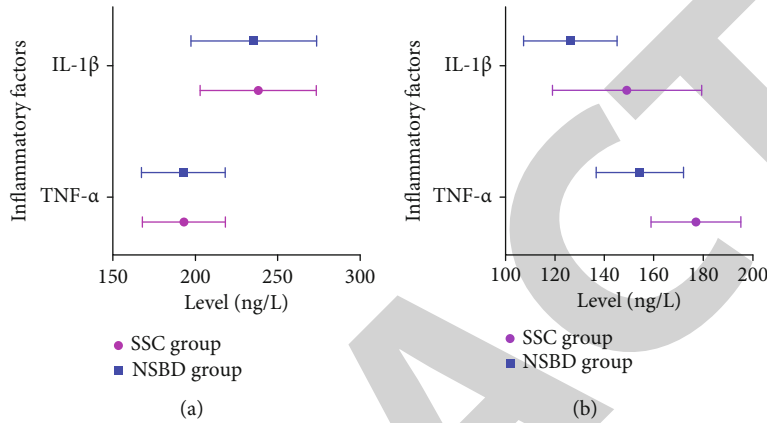 Inflammatory factors
IL-1β
TNF-α
150 200 250 300
Level (ng/L)
SSC group
NSBD group
(a)
Inflammatory factors
IL-1β
TNF-α
100 120 140 160 180 200
Level (ng/L)
SSC group
NSBD group
(b)